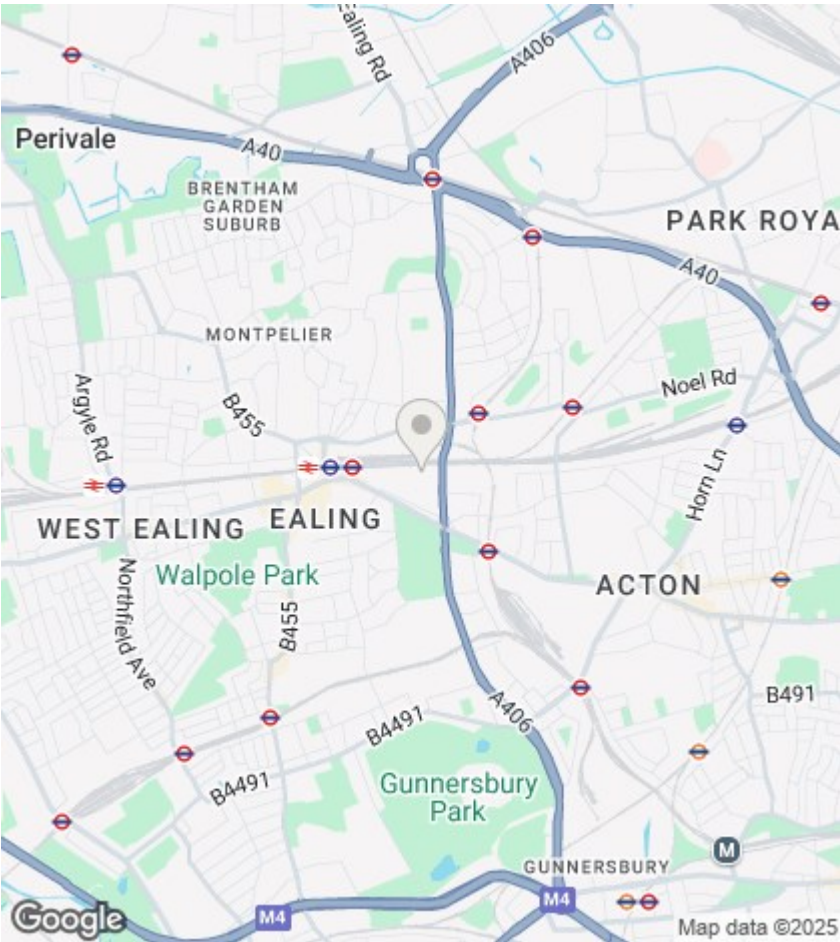 Ealing Rd
A406
Perivale
A40
BRENTHAM
GARDEN
SUBURB
PARK ROYA
A40
MONTPELIER
Argyle Rd
B455
Noel Rd
Horn Ln
WEST EALING
EALING
Walpole Park
ACTON
Northfield Ave
B455
B491
A406
B4491
B4491
Gunnersbury
Park
M
GUNNERSBURY
M4
M4
Google
Map data ©2025